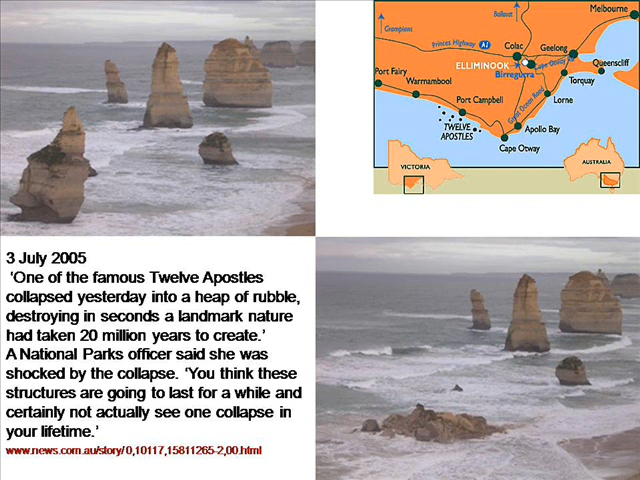 Ballarat
Melbourne
Grampians
Princes Highway A1
Colac
Geelong
ELLIMINOOK
Cape Otway Rd
Queenscliff
Birregurra
Port Fairy
Torquay
Warrnambool
Great Ocean Road
Lorne
Port Campbell
TWELVE
APOSTLES
Apollo Bay
Cape Otway
VICTORIA
AUSTRALIA
3 July 2005
‘One of the famous Twelve Apostles
collapsed yesterday into a heap of rubble,
destroying in seconds a landmark nature
had taken 20 million years to create.’
A National Parks officer said she was
shocked by the collapse. ‘You think these
structures are going to last for a while and
certainly not actually see one collapse in
your lifetime.’
www.news.com.au/story/0,10117,15811265-2,00.html